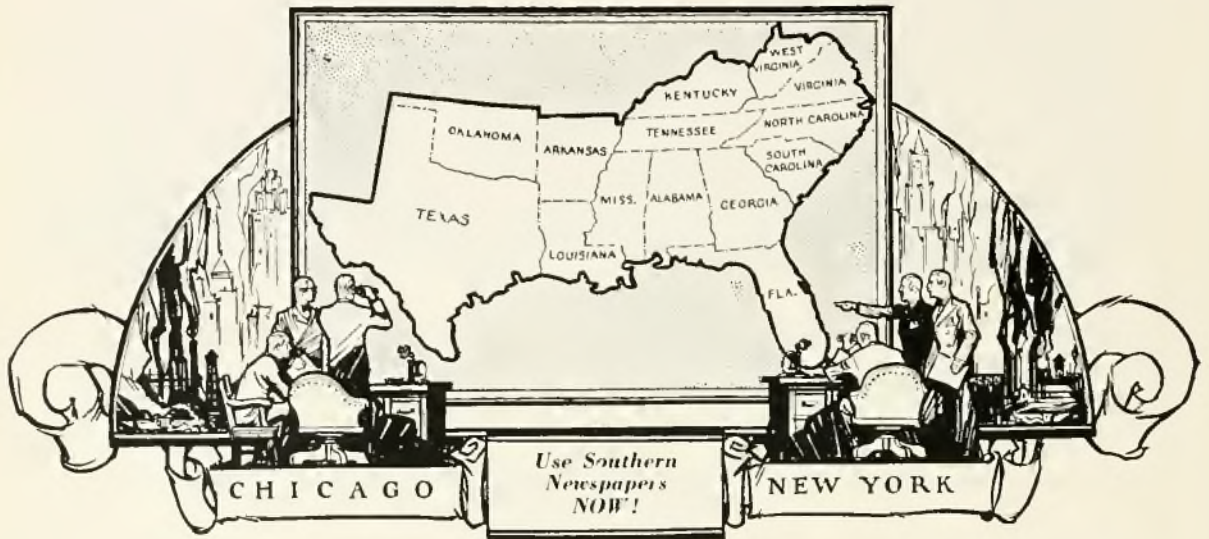 WEST
VIRGINIA
VIRGINIA
KENTUCKY
NORTH CAROLINA
TENNESSEE
OKLAHOMA
ARKANSAS
SOUTH
CAROLINA
MISS.
ALABAMA
GEORGIA
TEXAS
LOUISIANA
FLA.
CHICAGO
Use Southern
Newspapers
NOW!
NEW YORK